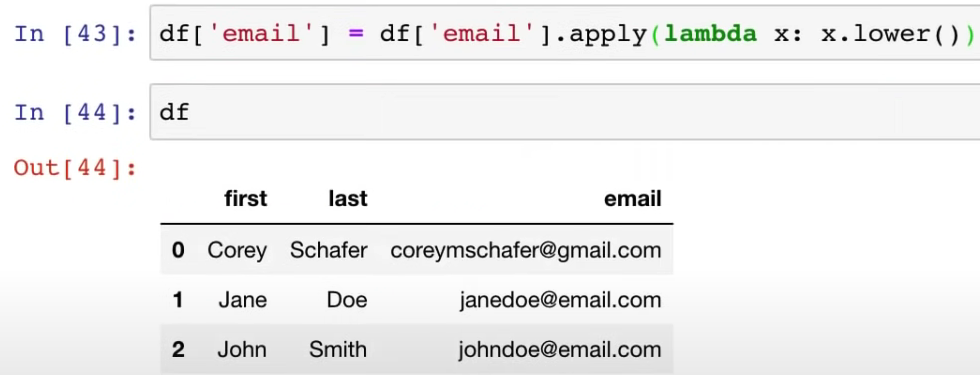 In [43]: df['email'] = df['email'].apply(lambda x: x.lower())
In [44]: df
Out[44]:
first last email
0 Corey Schafer coreymschafer@gmail.com
1 Jane Doe janedoe@email.com
2 John Smith johndoe@email.com